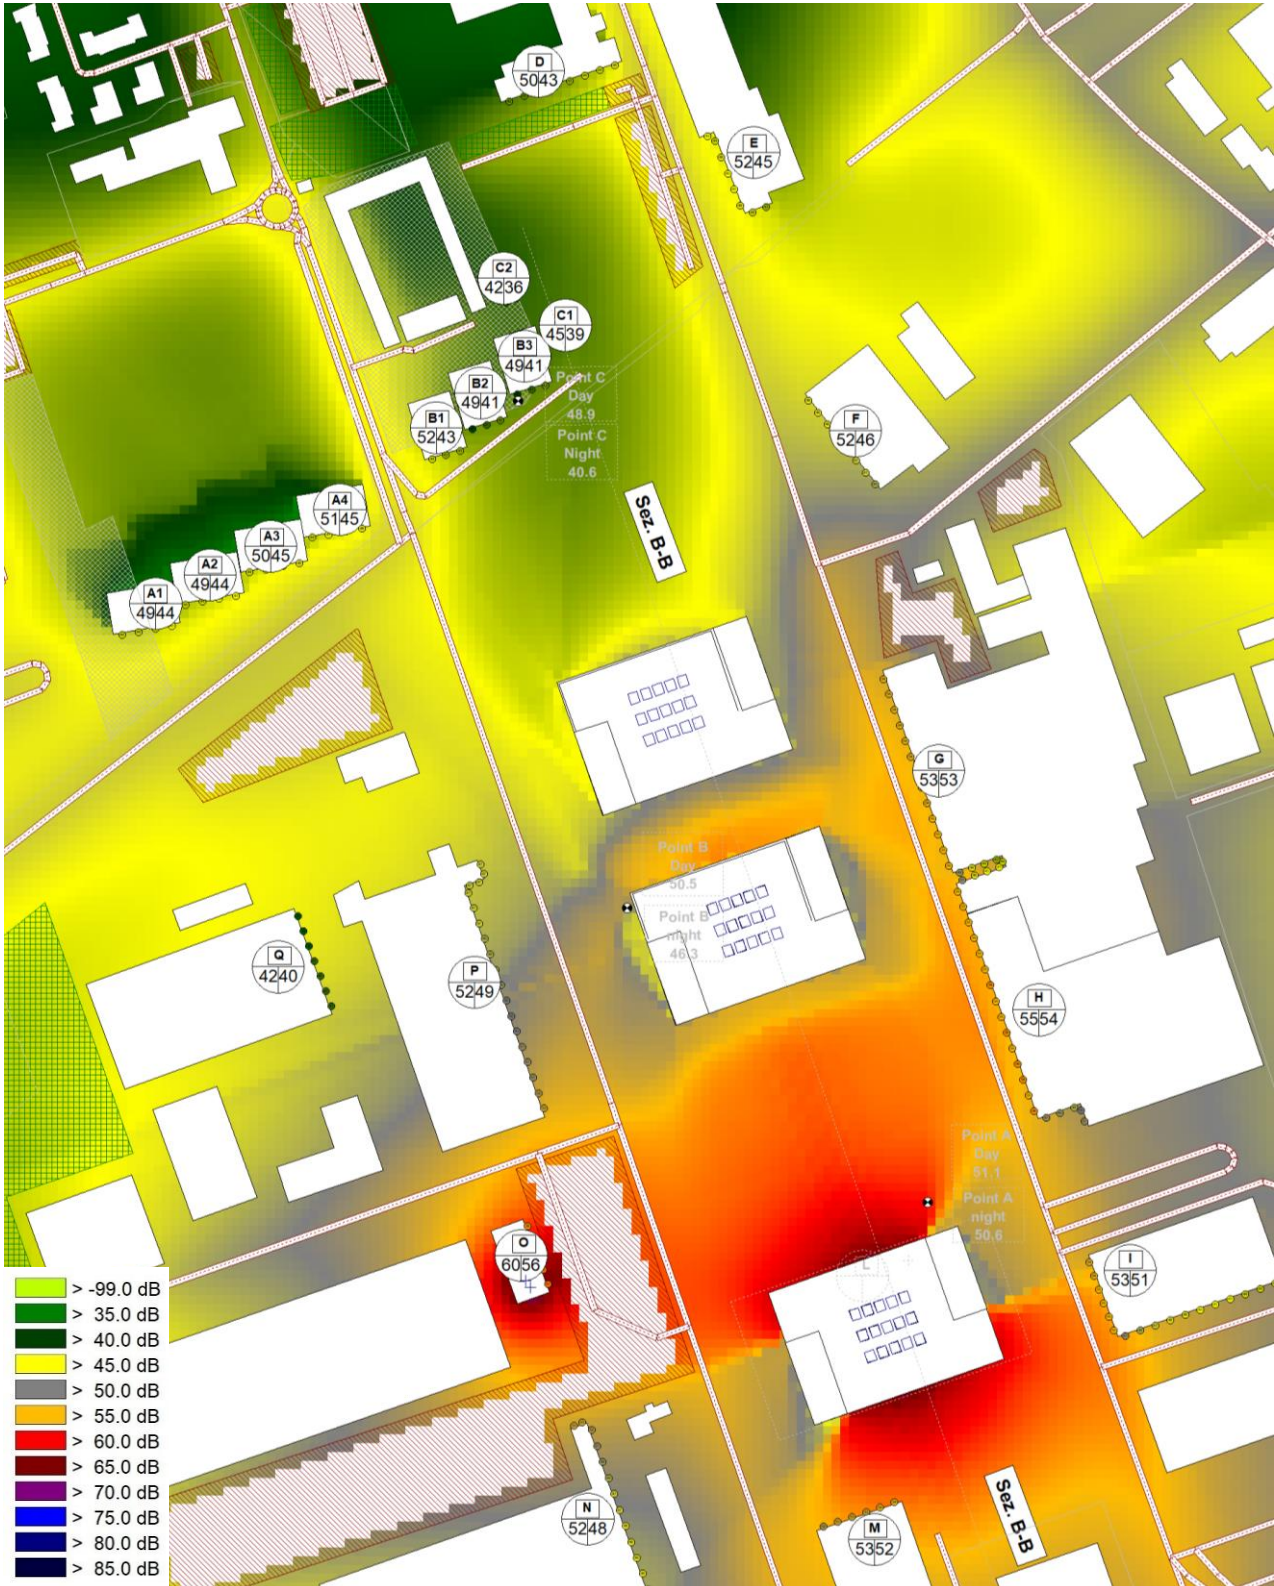 D
5043
E
5245
C2
4236
C1
4539
B3
4941
Point C
Day
48.9
B2
4941
B1
5243
F
5246
Point C
Night
40.6
A4
5145
Sez. B-B
A3
5045
A2
4944
A1
4944
G
5353
Point B
Day
50.5
Point B
night
46.3
Q
4240
P
5249
H
5554
Point A
Day
51.1
Point A
night
50.6
O
6056
L
I
5351
> -99.0 dB
> 35.0 dB
> 40.0 dB
> 45.0 dB
> 50.0 dB
> 55.0 dB
> 60.0 dB
> 65.0 dB
> 70.0 dB
> 75.0 dB
> 80.0 dB
> 85.0 dB
N
5248
M
5352
Sez. B-B